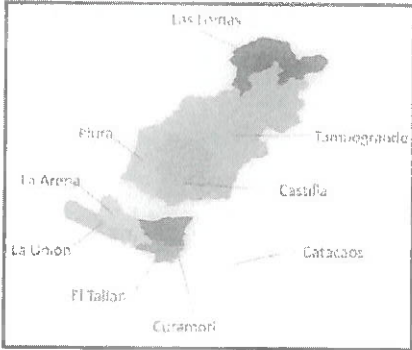 Las Lomas
Piura
Tambogrande
La Arena
Castilla
La Union
Catacaos
El Tallan
Curamori